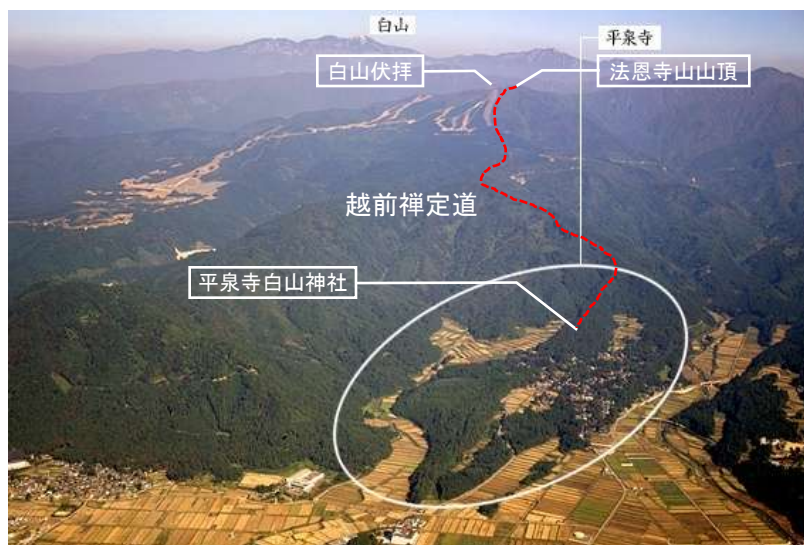 白山
平泉寺
白山伏拝
法恩寺山山頂
越前禅定道
平泉寺白山神社